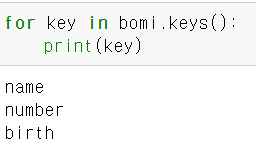 for key in bomi.keys():
    print(key)
name
number
birth